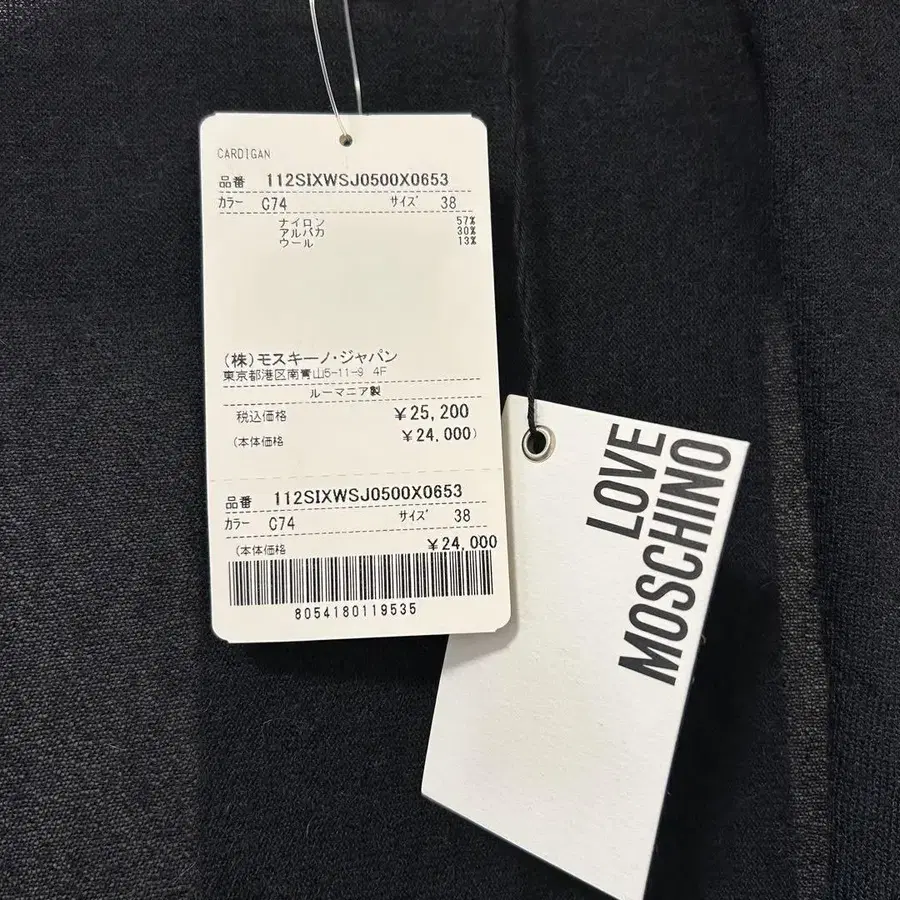 CARDIGAN
品番 112SIXWSJ0500X0653
カラー C74 サイズ 38
ナイロン 57%
アルパカ 30%
ウール 13%
(株)モスキーノ・ジャパン
東京都港区南青山5-11-9 4F
ルーマニア製
税込価格 ¥25,200
(本体価格 ¥24,000)
品番 112SIXWSJ0500X0653
カラー C74 サイズ 38
(本体価格 ¥24,000
8054180119535
LOVE
MOSCHINO